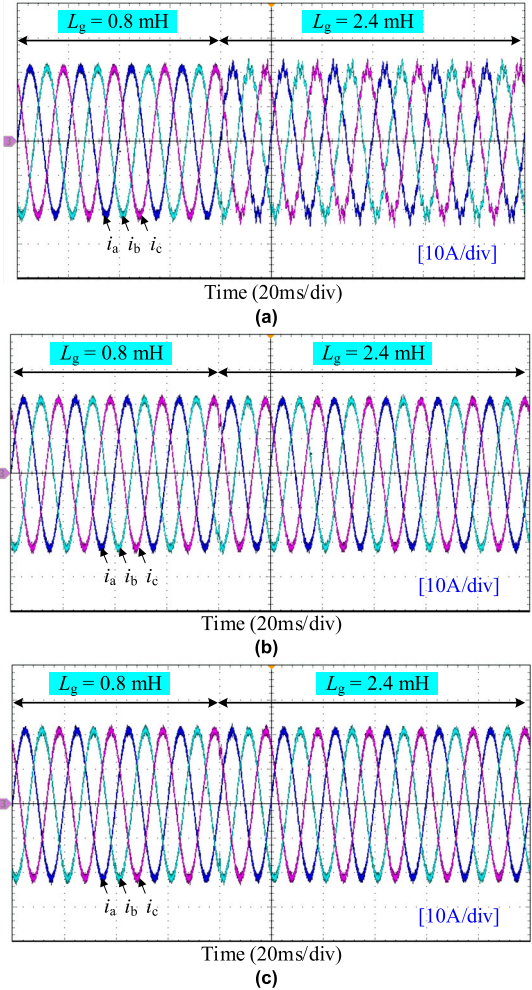 Lg = 0.8 mH Lg = 2.4 mH
ia ib ic
[10A/div]
Time (20ms/div)
(a)
Lg = 0.8 mH Lg = 2.4 mH
ia ib ic
[10A/div]
Time (20ms/div)
(b)
Lg = 0.8 mH Lg = 2.4 mH
ia ib ic
[10A/div]
Time (20ms/div)
(c)